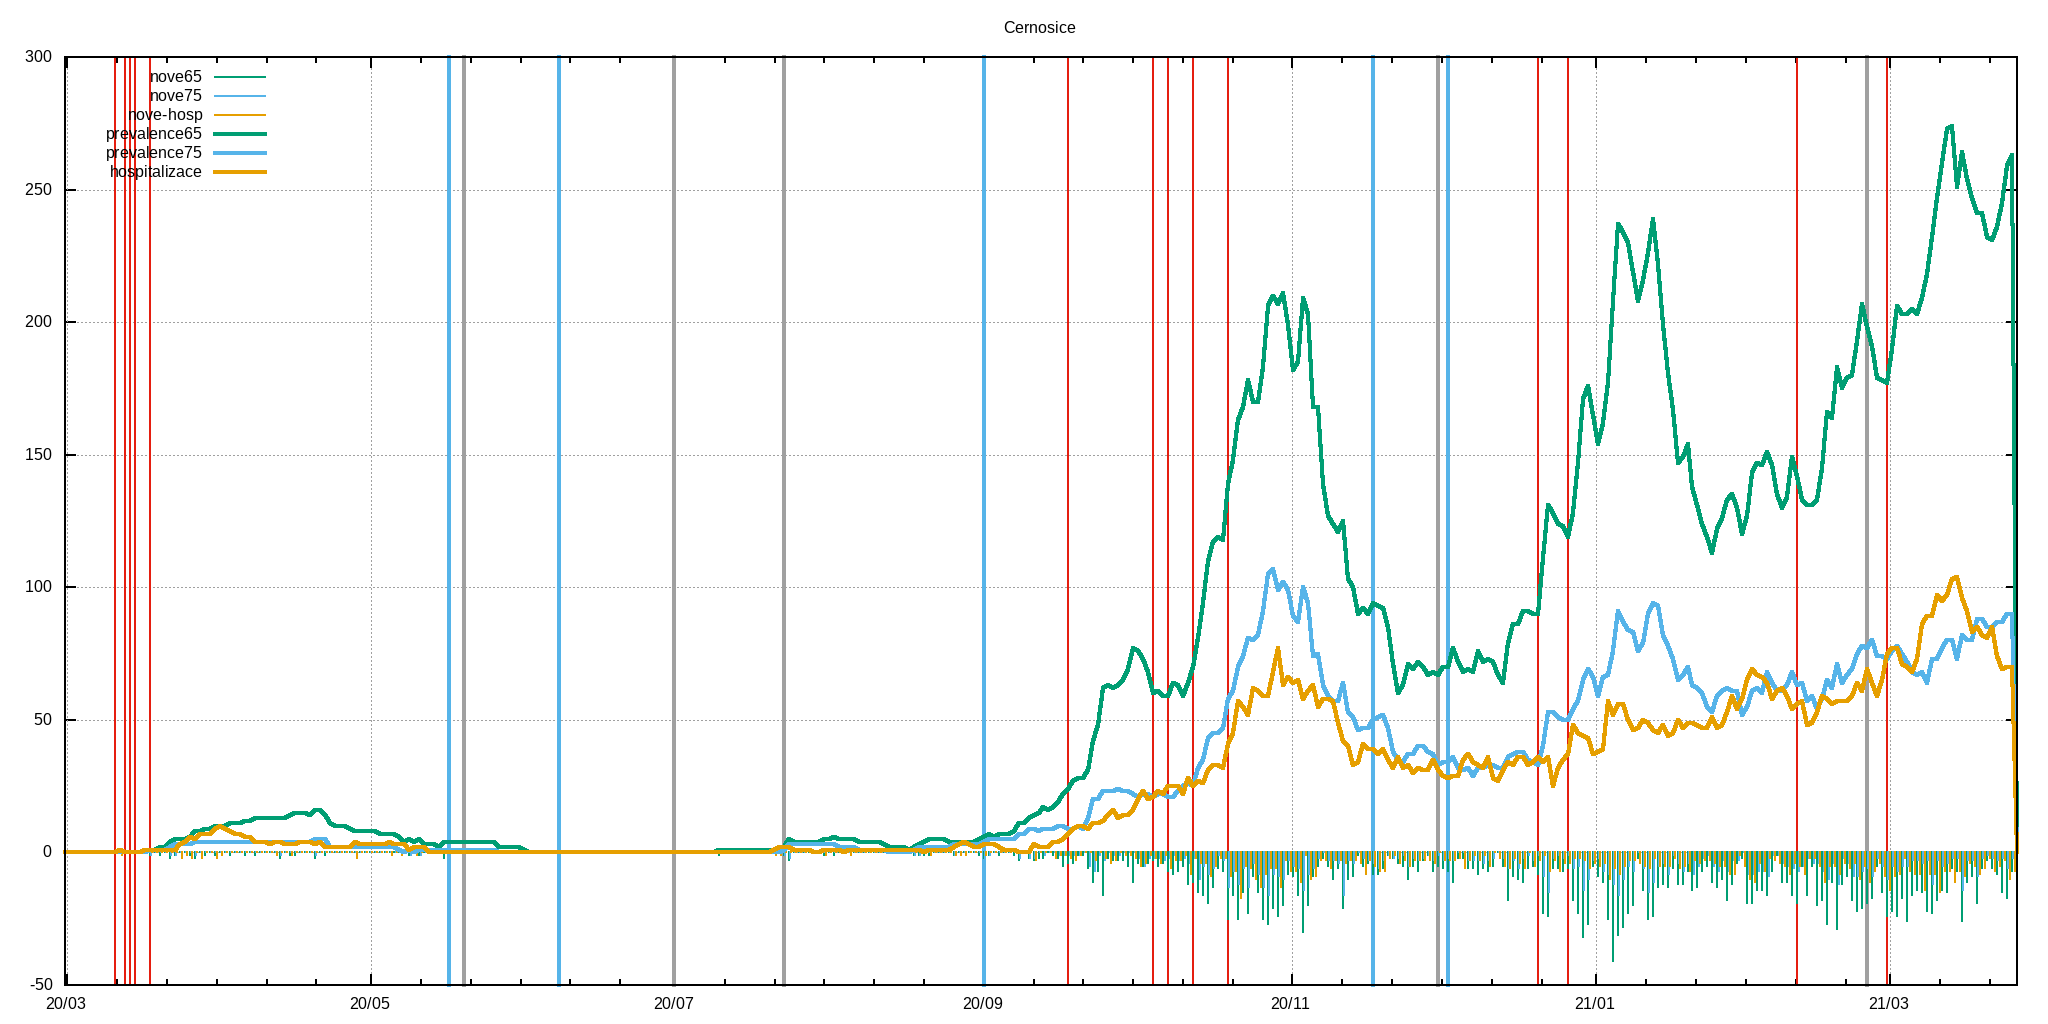 Cernosice
300
250
200
150
100
50
0
-50
nove65
nove75
nove-hosp
prevalence65
prevalence75
hospitalizace
20/03 20/05 20/07 20/09 20/11 21/01 21/03